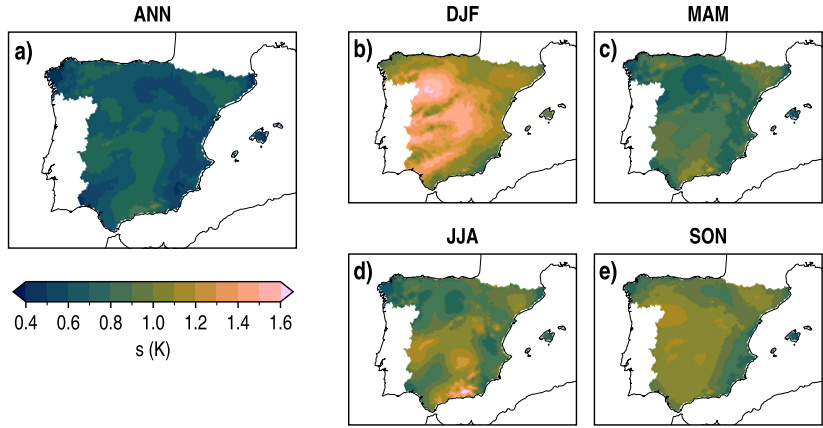 ANN
DJF
MAM
a)
b)
c)
JJA
SON
d)
e)
0.4 0.6 0.8 1.0 1.2 1.4 1.6
s (K)